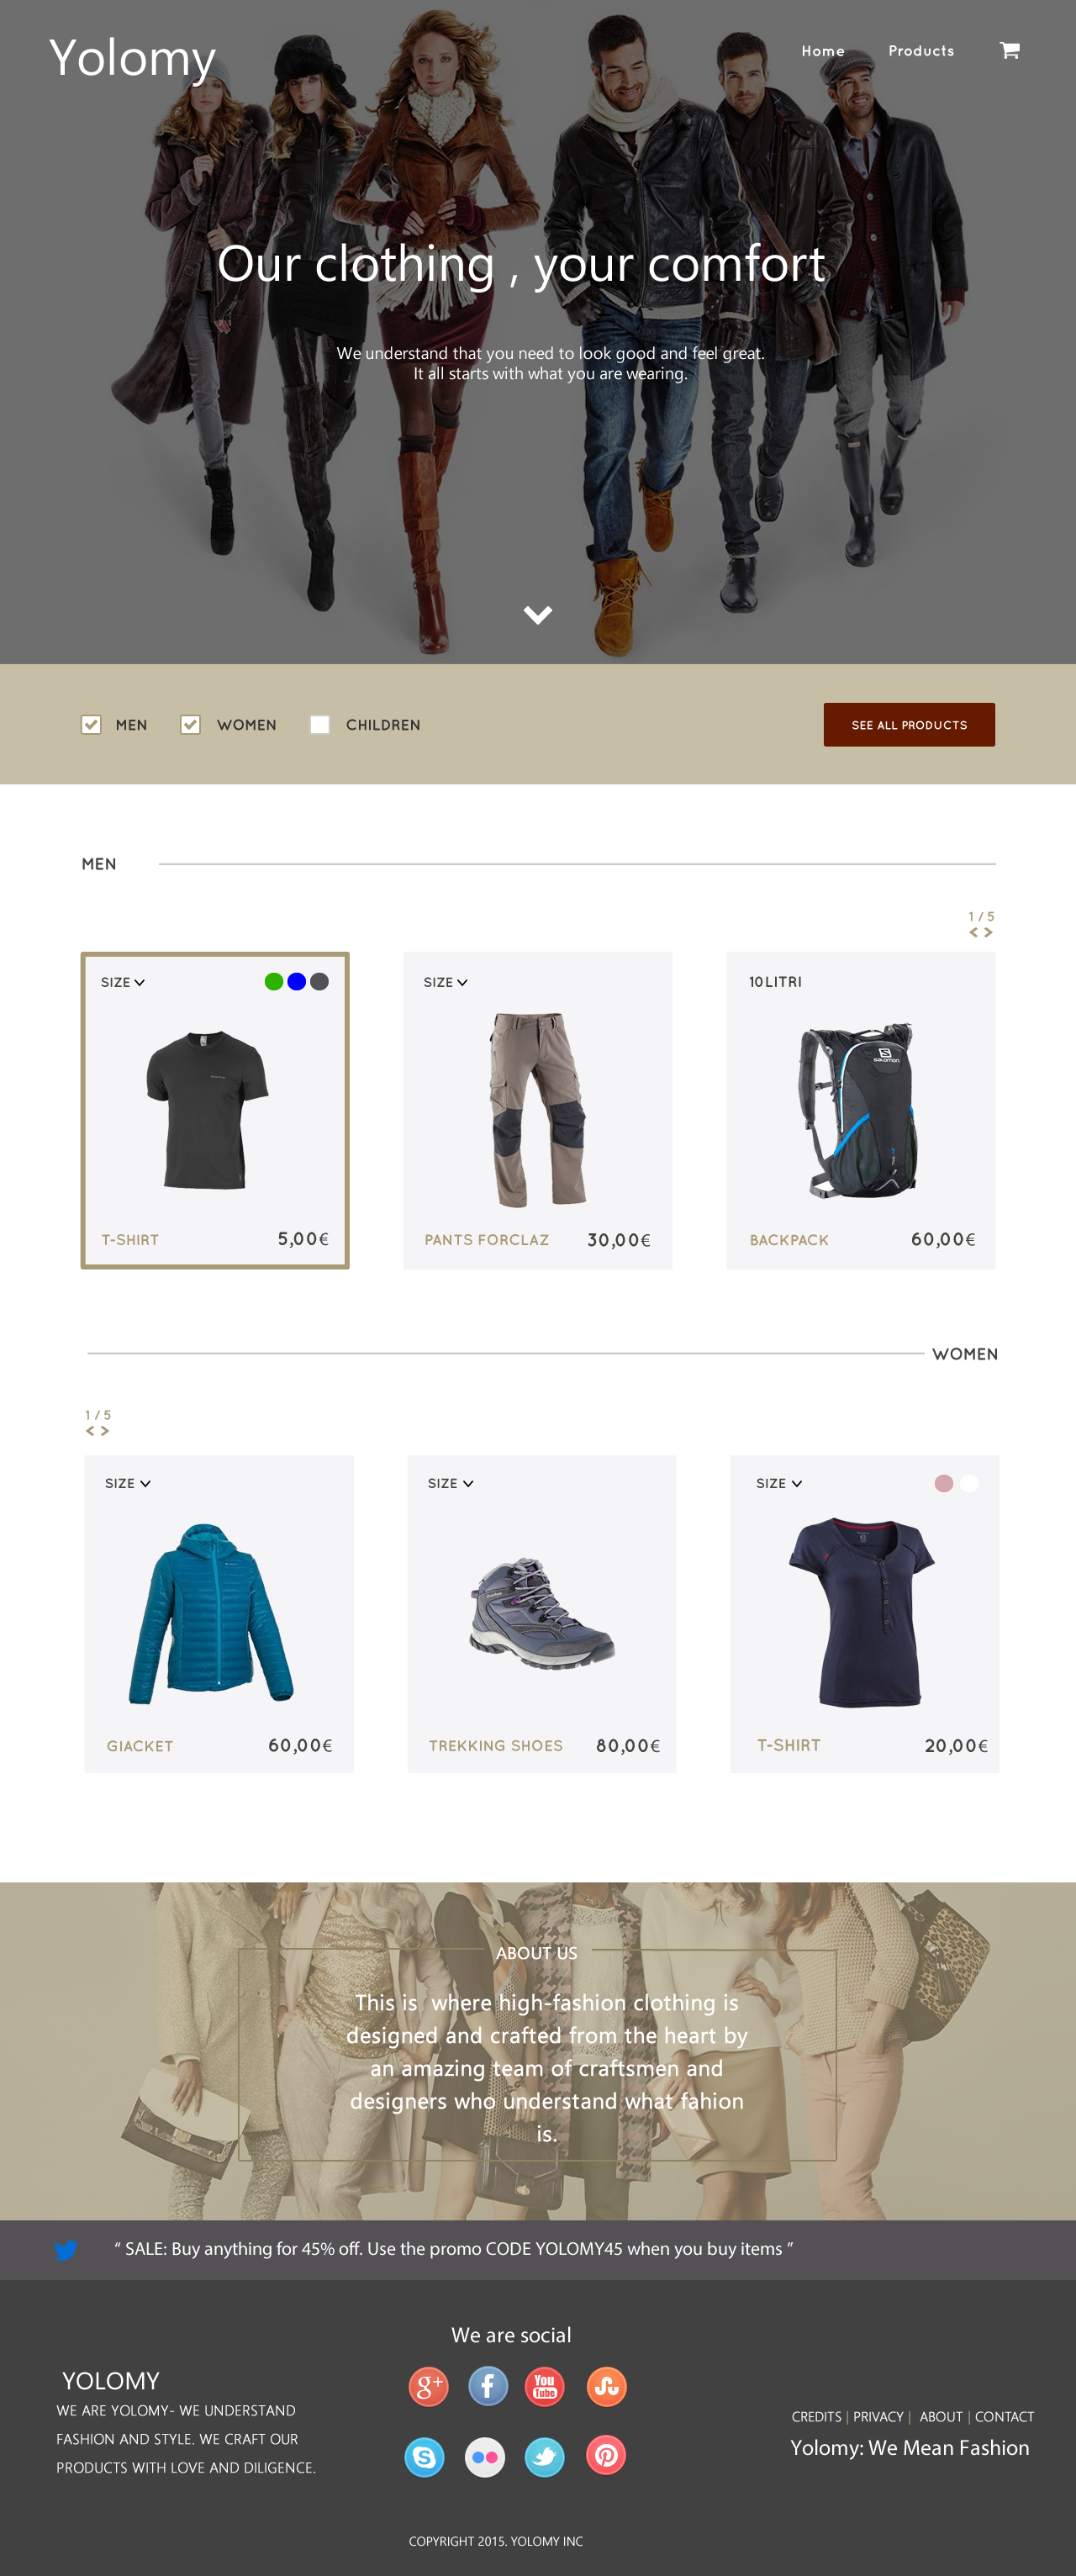 Yolomy
Home Products
Our clothing , your comfort
We understand that you need to look good and feel great.
It all starts with what you are wearing.
MEN WOMEN CHILDREN
SEE ALL PRODUCTS
MEN
1 / 5
< >
SIZE
SIZE
10LITRI
salomon
T-SHIRT 5,00€
PANTS FORCLAZ 30,00€
BACKPACK 60,00€
WOMEN
1 / 5
< >
SIZE
SIZE
SIZE
GIACKET 60,00€
TREKKING SHOES 80,00€
T-SHIRT 20,00€
ABOUT US
This is where high-fashion clothing is
designed and crafted from the heart by
an amazing team of craftsmen and
designers who understand what fahion
is.
“ SALE: Buy anything for 45% off. Use the promo CODE YOLOMY45 when you buy items ”
We are social
g+ f You Tube
YOLOMY
WE ARE YOLOMY- WE UNDERSTAND
FASHION AND STYLE. WE CRAFT OUR
PRODUCTS WITH LOVE AND DILIGENCE.
CREDITS | PRIVACY | ABOUT | CONTACT
Yolomy: We Mean Fashion
COPYRIGHT 2015. YOLOMY INC